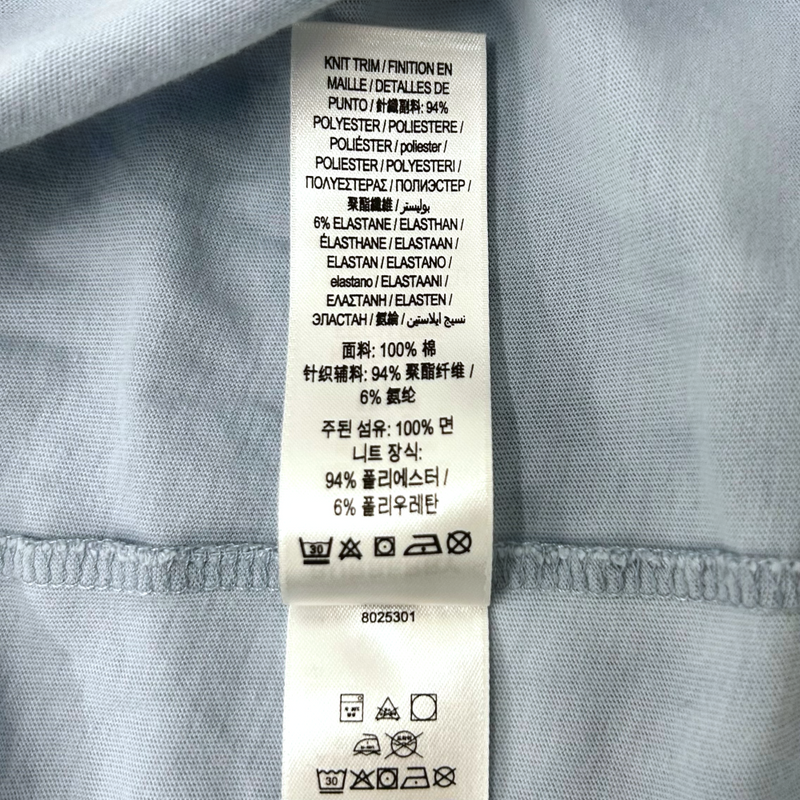 KNIT TRIM / FINITION EN
MAILLE / DETALLES DE
PUNTO / 針織副料: 94%
POLYESTER / POLIESTERE /
POLIÉSTER / poliester /
POLIESTER / POLYESTERI /
ΠΟΛΥΕΣΤΕΡΑΣ / ПОЛИЭСТЕР /
聚酯纖維 / بوليستر
6% ELASTANE / ELASTHAN /
ÉLASTHANE / ELASTAAN /
ELASTAN / ELASTANO /
elastano / ELASTAANI /
ΕΛΑΣΤΑΝΗ / ELASTEN /
ЭЛАСТАН / 氨綸 / نسيج ايلاستين
面料: 100% 棉
针织辅料: 94% 聚酯纤维 /
6% 氨纶
주된 섬유: 100% 면
니트 장식:
94% 폴리에스터 /
6% 폴리우레탄
30
8025301
30